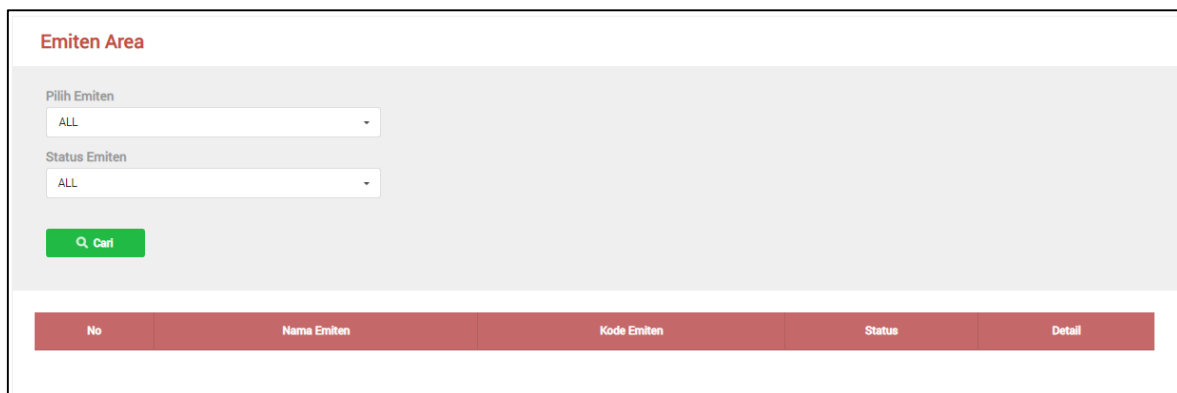 Emiten Area
Pilih Emiten
ALL
Status Emiten
ALL
Cari
No Nama Emiten Kode Emiten Status Detail